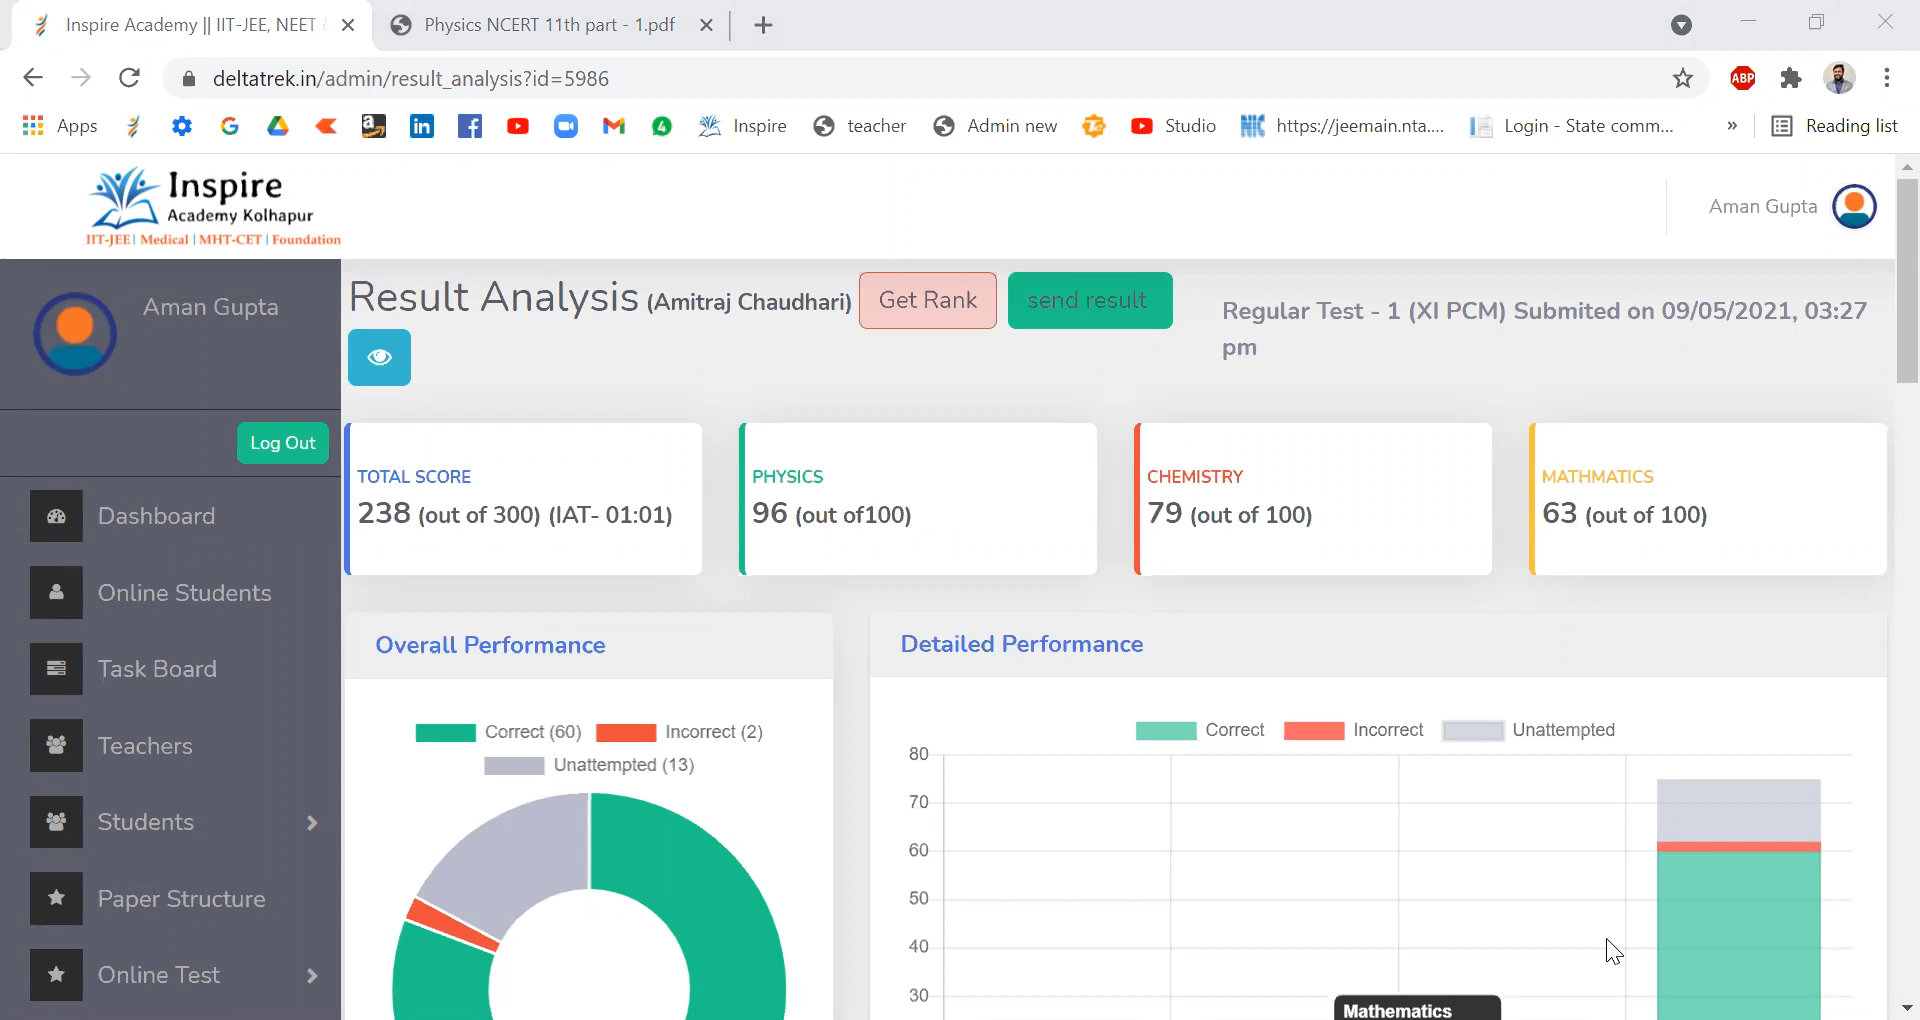 Inspire Academy || IIT-JEE, NEET
Physics NCERT 11th part - 1.pdf
deltatrek.in/admin/result_analysis?id=5986
ABP
Apps
Inspire
teacher
Admin new
Studio
https://jeemain.nta....
Login - State comm...
»
Reading list
Inspire
Academy Kolhapur
IIT-JEE | Medical | MHT-CET | Foundation
Aman Gupta
Aman Gupta
Log Out
Dashboard
Online Students
Task Board
Teachers
Students
Paper Structure
Online Test
Result Analysis (Amitraj Chaudhari)
Get Rank
send result
Regular Test - 1 (XI PCM) Submited on 09/05/2021, 03:27
pm
TOTAL SCORE
238 (out of 300) (IAT- 01:01)
PHYSICS
96 (out of100)
CHEMISTRY
79 (out of 100)
MATHMATICS
63 (out of 100)
Overall Performance
Correct (60)
Incorrect (2)
Unattempted (13)
Detailed Performance
Correct
Incorrect
Unattempted
80
70
60
50
40
30
Mathematics